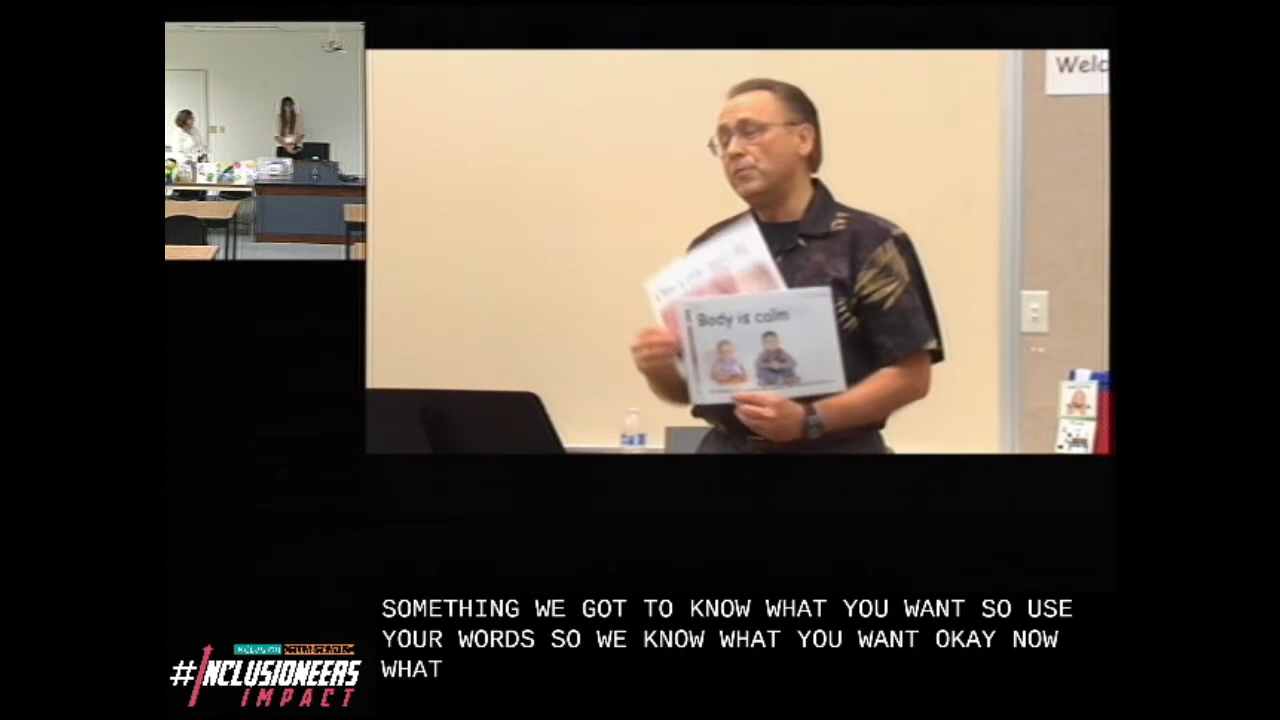 Welc
Body is calm
SOMETHING WE GOT TO KNOW WHAT YOU WANT SO USE
YOUR WORDS SO WE KNOW WHAT YOU WANT OKAY NOW
WHAT
#INCLUSIONEERS
IMPACT